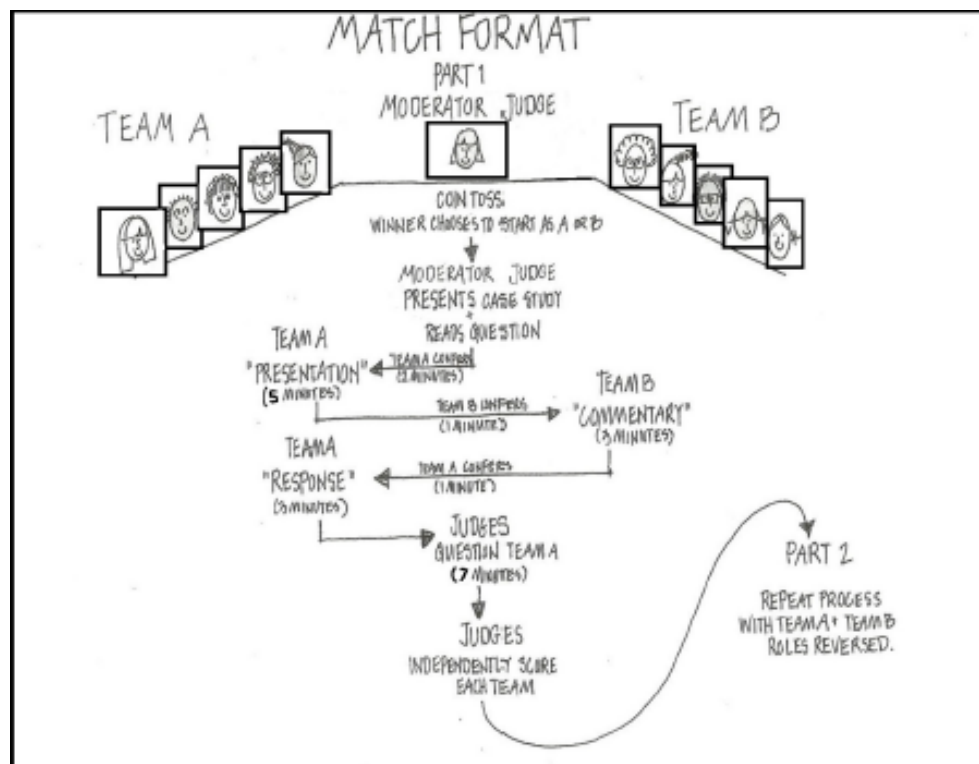 MATCH FORMAT
PART 1
MODERATOR JUDGE
TEAM A
TEAM B
COIN TOSS.
WINNER CHOOSES TO START AS A OR B
MODERATOR JUDGE
PRESENTS CASE STUDY
+
READS QUESTION
TEAM A CONFERS
(2 MINUTES)
TEAM A
"PRESENTATION"
(5 MINUTES)
TEAM B CONFERS
(1 MINUTE)
TEAM B
"COMMENTARY"
(3 MINUTES)
TEAM A CONFERS
(1 MINUTE)
TEAM A
"RESPONSE"
(3 MINUTES)
JUDGES
QUESTION TEAM A
(7 MINUTES)
JUDGES
INDEPENDENTLY SCORE
EACH TEAM
PART 2
REPEAT PROCESS
WITH TEAM A + TEAM B
ROLES REVERSED.